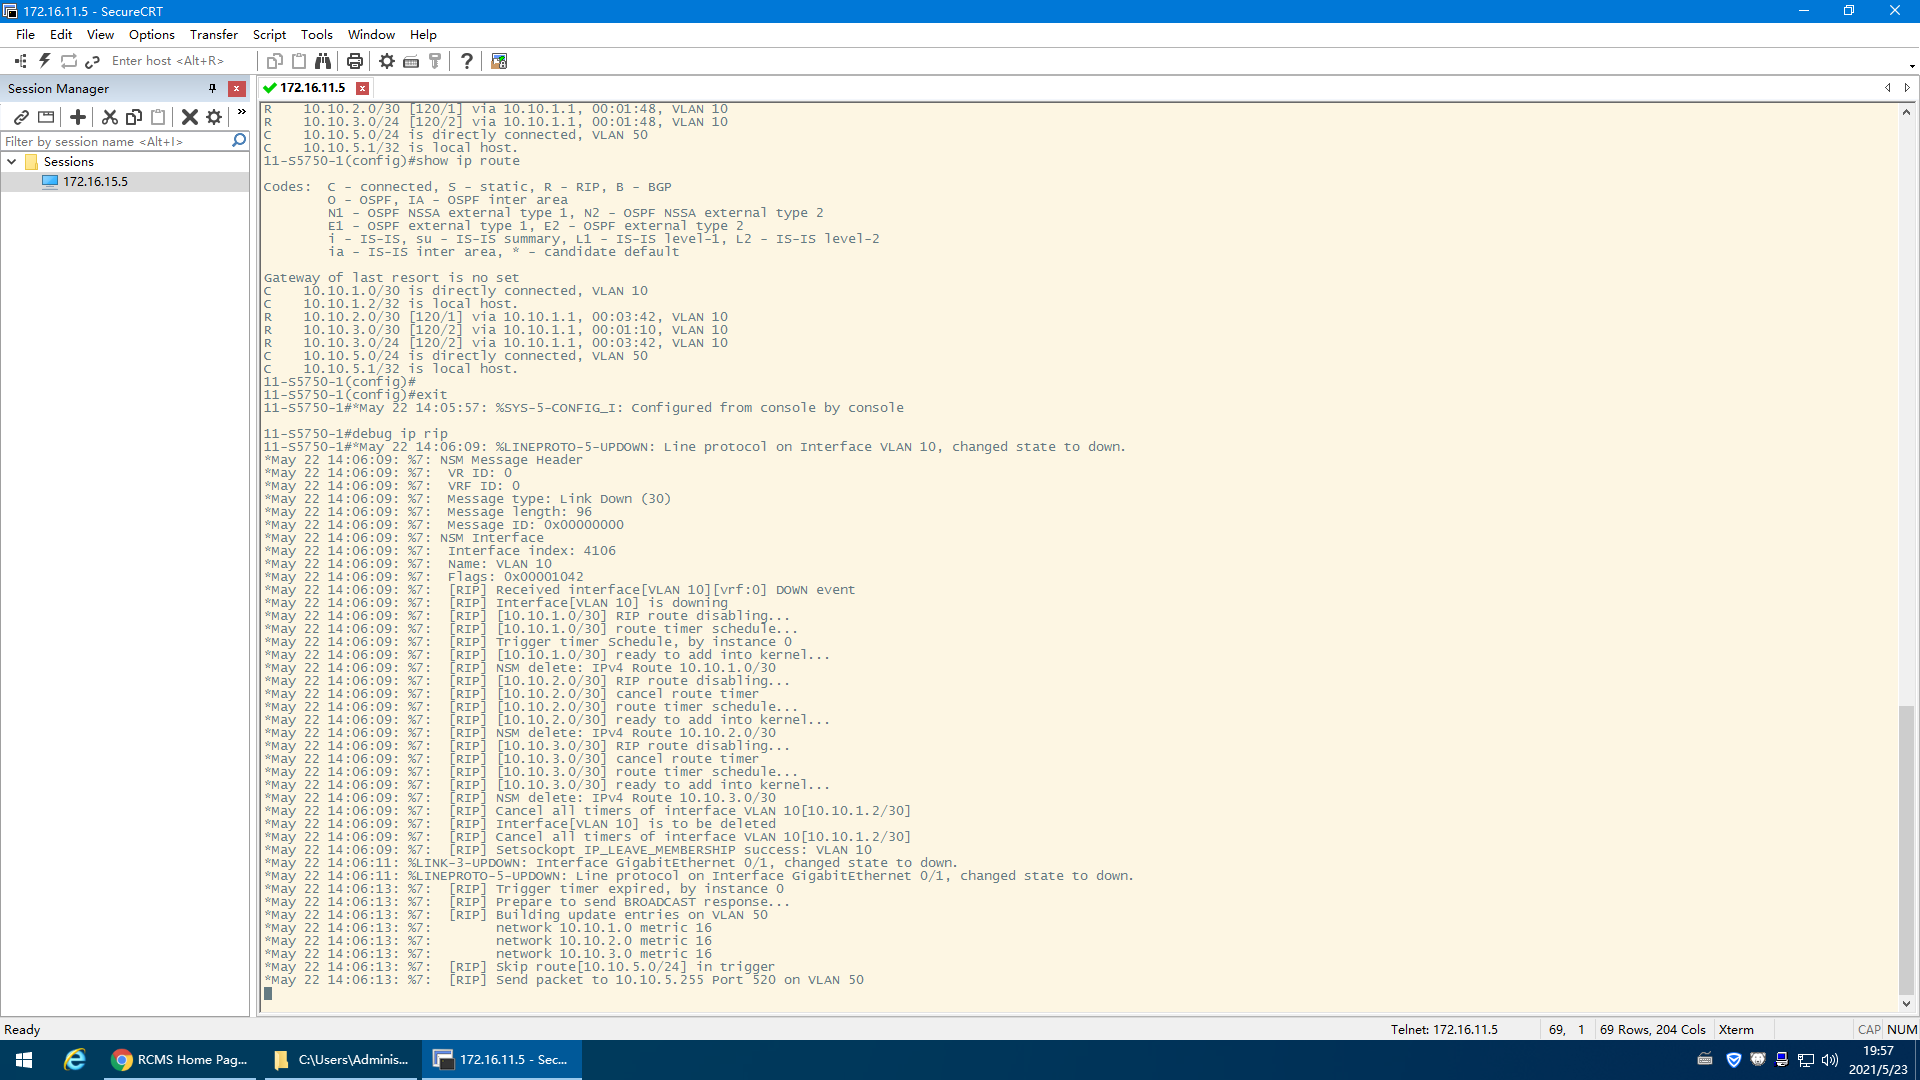 172.16.11.5 - SecureCRT
File Edit View Options Transfer Script Tools Window Help
Enter host <Alt+R>
Session Manager
172.16.11.5
Filter by session name <Alt+I>
Sessions
172.16.15.5
R    10.10.2.0/30 [120/1] via 10.10.1.1, 00:01:48, VLAN 10
R    10.10.3.0/24 [120/2] via 10.10.1.1, 00:01:48, VLAN 10
C    10.10.5.0/24 is directly connected, VLAN 50
C    10.10.5.1/32 is local host.
11-S5750-1(config)#show ip route
Codes:  C - connected, S - static, R - RIP, B - BGP
O - OSPF, IA - OSPF inter area
N1 - OSPF NSSA external type 1, N2 - OSPF NSSA external type 2
E1 - OSPF external type 1, E2 - OSPF external type 2
i - IS-IS, su - IS-IS summary, L1 - IS-IS level-1, L2 - IS-IS level-2
ia - IS-IS inter area, * - candidate default
Gateway of last resort is no set
C    10.10.1.0/30 is directly connected, VLAN 10
C    10.10.1.2/32 is local host.
R    10.10.2.0/30 [120/1] via 10.10.1.1, 00:03:42, VLAN 10
R    10.10.3.0/30 [120/2] via 10.10.1.1, 00:01:10, VLAN 10
R    10.10.3.0/24 [120/2] via 10.10.1.1, 00:03:42, VLAN 10
C    10.10.5.0/24 is directly connected, VLAN 50
C    10.10.5.1/32 is local host.
11-S5750-1(config)#
11-S5750-1(config)#exit
11-S5750-1#*May 22 14:05:57: %SYS-5-CONFIG_I: Configured from console by console
11-S5750-1#debug ip rip
11-S5750-1#*May 22 14:06:09: %LINEPROTO-5-UPDOWN: Line protocol on Interface VLAN 10, changed state to down.
*May 22 14:06:09: %7: NSM Message Header
*May 22 14:06:09: %7:  VR ID: 0
*May 22 14:06:09: %7:  VRF ID: 0
*May 22 14:06:09: %7:  Message type: Link Down (30)
*May 22 14:06:09: %7:  Message length: 96
*May 22 14:06:09: %7:  Message ID: 0x00000000
*May 22 14:06:09: %7: NSM Interface
*May 22 14:06:09: %7:  Interface index: 4106
*May 22 14:06:09: %7:  Name: VLAN 10
*May 22 14:06:09: %7:  Flags: 0x00001042
*May 22 14:06:09: %7:  [RIP] Received interface[VLAN 10][vrf:0] DOWN event
*May 22 14:06:09: %7:  [RIP] Interface[VLAN 10] is downing
*May 22 14:06:09: %7:  [RIP] [10.10.1.0/30] RIP route disabling...
*May 22 14:06:09: %7:  [RIP] [10.10.1.0/30] route timer schedule...
*May 22 14:06:09: %7:  [RIP] Trigger timer Schedule, by instance 0
*May 22 14:06:09: %7:  [RIP] [10.10.1.0/30] ready to add into kernel...
*May 22 14:06:09: %7:  [RIP] NSM delete: IPv4 Route 10.10.1.0/30
*May 22 14:06:09: %7:  [RIP] [10.10.2.0/30] RIP route disabling...
*May 22 14:06:09: %7:  [RIP] [10.10.2.0/30] cancel route timer
*May 22 14:06:09: %7:  [RIP] [10.10.2.0/30] route timer schedule...
*May 22 14:06:09: %7:  [RIP] [10.10.2.0/30] ready to add into kernel...
*May 22 14:06:09: %7:  [RIP] NSM delete: IPv4 Route 10.10.2.0/30
*May 22 14:06:09: %7:  [RIP] [10.10.3.0/30] RIP route disabling...
*May 22 14:06:09: %7:  [RIP] [10.10.3.0/30] cancel route timer
*May 22 14:06:09: %7:  [RIP] [10.10.3.0/30] route timer schedule...
*May 22 14:06:09: %7:  [RIP] [10.10.3.0/30] ready to add into kernel...
*May 22 14:06:09: %7:  [RIP] NSM delete: IPv4 Route 10.10.3.0/30
*May 22 14:06:09: %7:  [RIP] Cancel all timers of interface VLAN 10[10.10.1.2/30]
*May 22 14:06:09: %7:  [RIP] Interface[VLAN 10] is to be deleted
*May 22 14:06:09: %7:  [RIP] Cancel all timers of interface VLAN 10[10.10.1.2/30]
*May 22 14:06:09: %7:  [RIP] Setsockopt IP_LEAVE_MEMBERSHIP success: VLAN 10
*May 22 14:06:11: %LINK-3-UPDOWN: Interface GigabitEthernet 0/1, changed state to down.
*May 22 14:06:11: %LINEPROTO-5-UPDOWN: Line protocol on Interface GigabitEthernet 0/1, changed state to down.
*May 22 14:06:13: %7:  [RIP] Trigger timer expired, by instance 0
*May 22 14:06:13: %7:  [RIP] Prepare to send BROADCAST response...
*May 22 14:06:13: %7:  [RIP] Building update entries on VLAN 50
*May 22 14:06:13: %7:        network 10.10.1.0 metric 16
*May 22 14:06:13: %7:        network 10.10.2.0 metric 16
*May 22 14:06:13: %7:        network 10.10.3.0 metric 16
*May 22 14:06:13: %7:  [RIP] Skip route[10.10.5.0/24] in trigger
*May 22 14:06:13: %7:  [RIP] Send packet to 10.10.5.255 Port 520 on VLAN 50
Ready
Telnet: 172.16.11.5
69, 1
69 Rows, 204 Cols
Xterm
CAP NUM
RCMS Home Pag...
C:\Users\Adminis...
172.16.11.5 - Sec...
19:57
2021/5/23